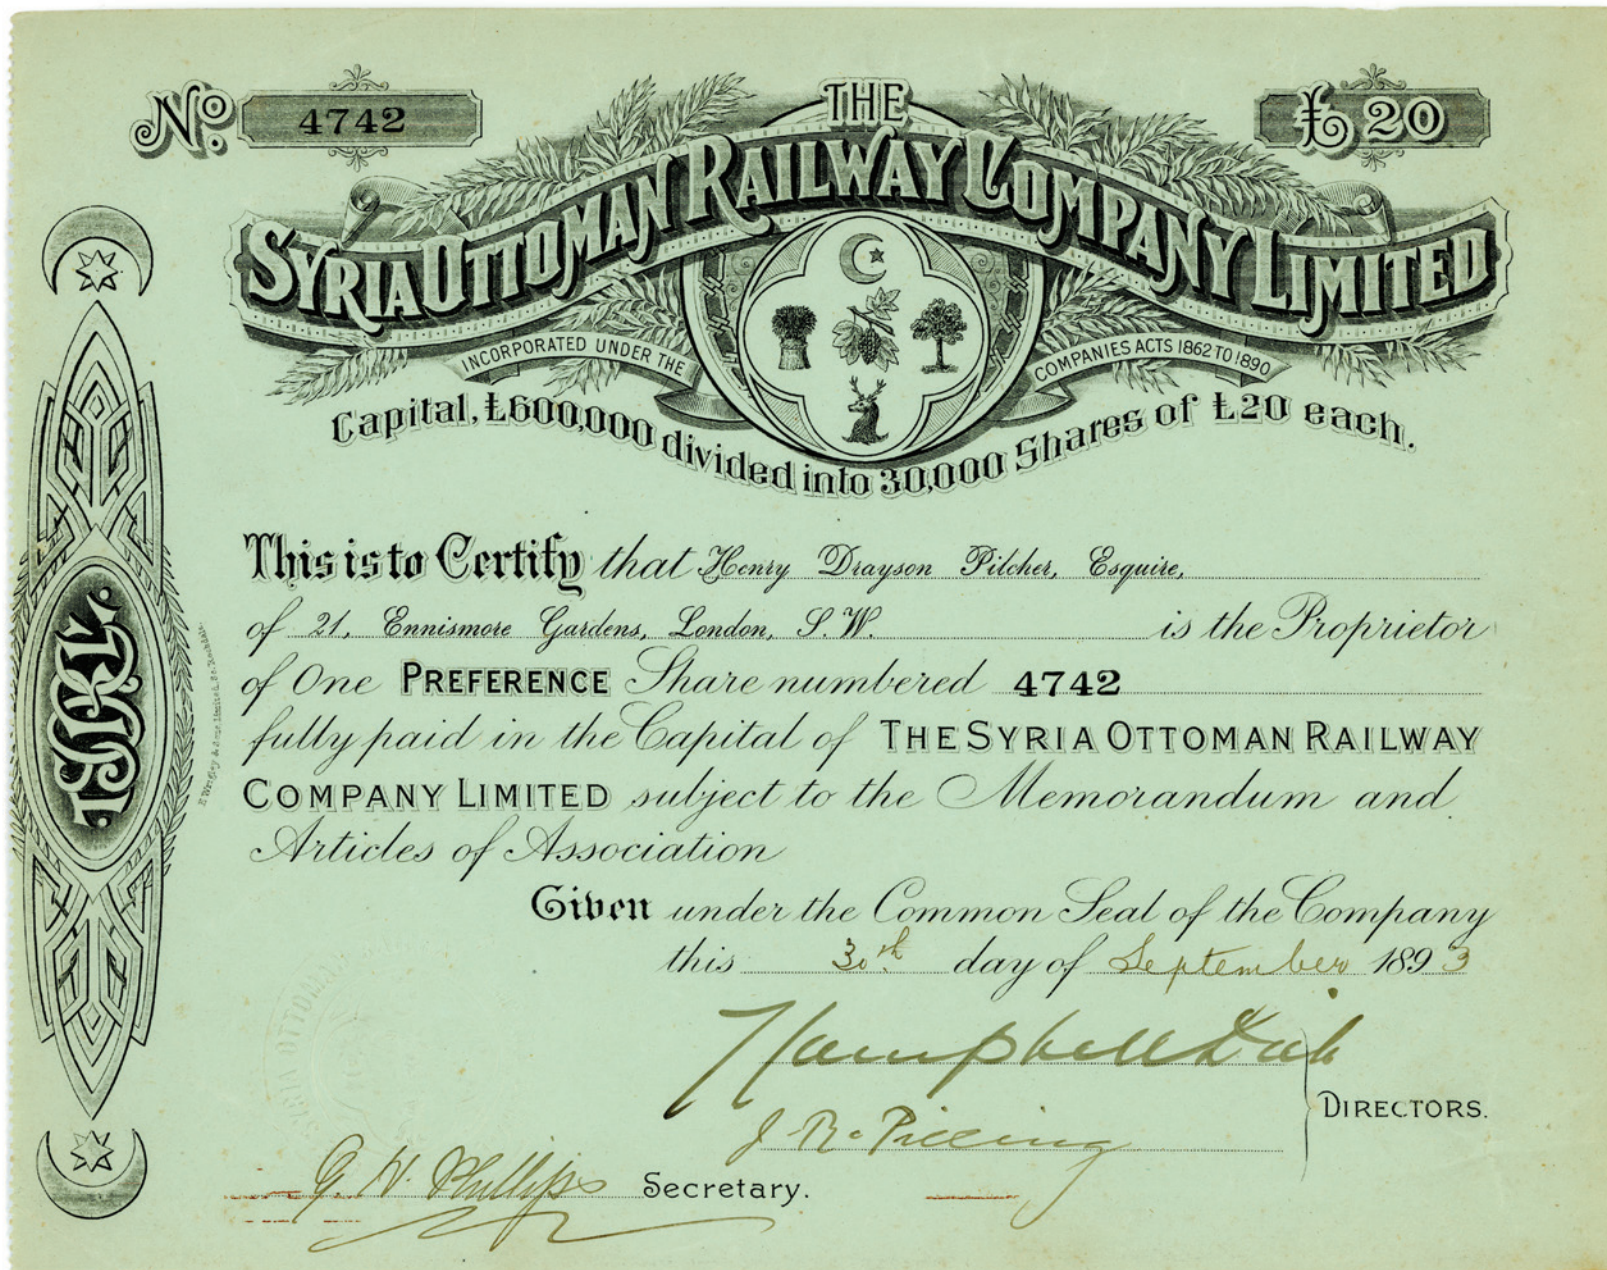 No. 4742
£20
THE
SYRIA OTTOMAN RAILWAY COMPANY LIMITED
INCORPORATED UNDER THE COMPANIES ACTS 1862 TO 1890
Capital, £600,000 divided into 30,000 Shares of £20 each.
This is to Certify that Henry Drayson Pilcher, Esquire,
of 21, Ennismore Gardens, London, S.W. is the Proprietor
of One PREFERENCE Share numbered 4742
fully paid in the Capital of THE SYRIA OTTOMAN RAILWAY
COMPANY LIMITED subject to the Memorandum and
Articles of Association
Given under the Common Seal of the Company
this 30th day of September 1893
J. R. Pilling
DIRECTORS.
G. H. Phillips Secretary.